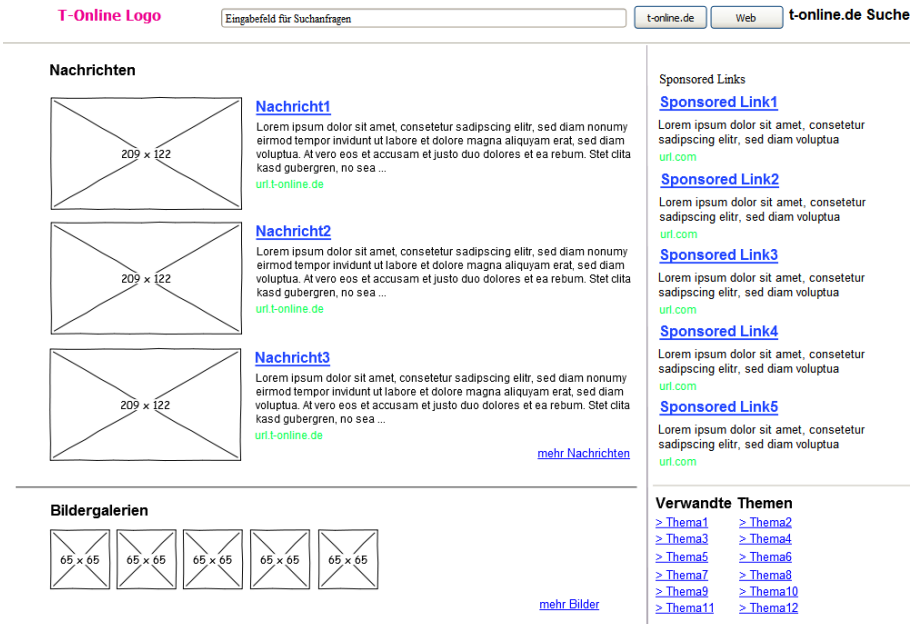 T-Online Logo
Eingabefeld für Suchanfragen
t-online.de
Web
t-online.de Suche
Nachrichten
209 x 122
Nachricht1
Lorem ipsum dolor sit amet, consetetur sadipscing elitr, sed diam nonumy
eirmod tempor invidunt ut labore et dolore magna aliquyam erat, sed diam
voluptua. At vero eos et accusam et justo duo dolores et ea rebum. Stet clita
kasd gubergren, no sea ...
url.t-online.de
209 x 122
Nachricht2
Lorem ipsum dolor sit amet, consetetur sadipscing elitr, sed diam nonumy
eirmod tempor invidunt ut labore et dolore magna aliquyam erat, sed diam
voluptua. At vero eos et accusam et justo duo dolores et ea rebum. Stet clita
kasd gubergren, no sea ...
url.t-online.de
209 x 122
Nachricht3
Lorem ipsum dolor sit amet, consetetur sadipscing elitr, sed diam nonumy
eirmod tempor invidunt ut labore et dolore magna aliquyam erat, sed diam
voluptua. At vero eos et accusam et justo duo dolores et ea rebum. Stet clita
kasd gubergren, no sea ...
url.t-online.de
mehr Nachrichten
Bildergalerien
65 x 65
65 x 65
65 x 65
65 x 65
65 x 65
mehr Bilder
Sponsored Links
Sponsored Link1
Lorem ipsum dolor sit amet, consetetur
sadipscing elitr, sed diam voluptua
url.com
Sponsored Link2
Lorem ipsum dolor sit amet, consetetur
sadipscing elitr, sed diam voluptua
url.com
Sponsored Link3
Lorem ipsum dolor sit amet, consetetur
sadipscing elitr, sed diam voluptua
url.com
Sponsored Link4
Lorem ipsum dolor sit amet, consetetur
sadipscing elitr, sed diam voluptua
url.com
Sponsored Link5
Lorem ipsum dolor sit amet, consetetur
sadipscing elitr, sed diam voluptua
url.com
Verwandte Themen
> Thema1 > Thema2
> Thema3 > Thema4
> Thema5 > Thema6
> Thema7 > Thema8
> Thema9 > Thema10
> Thema11 > Thema12